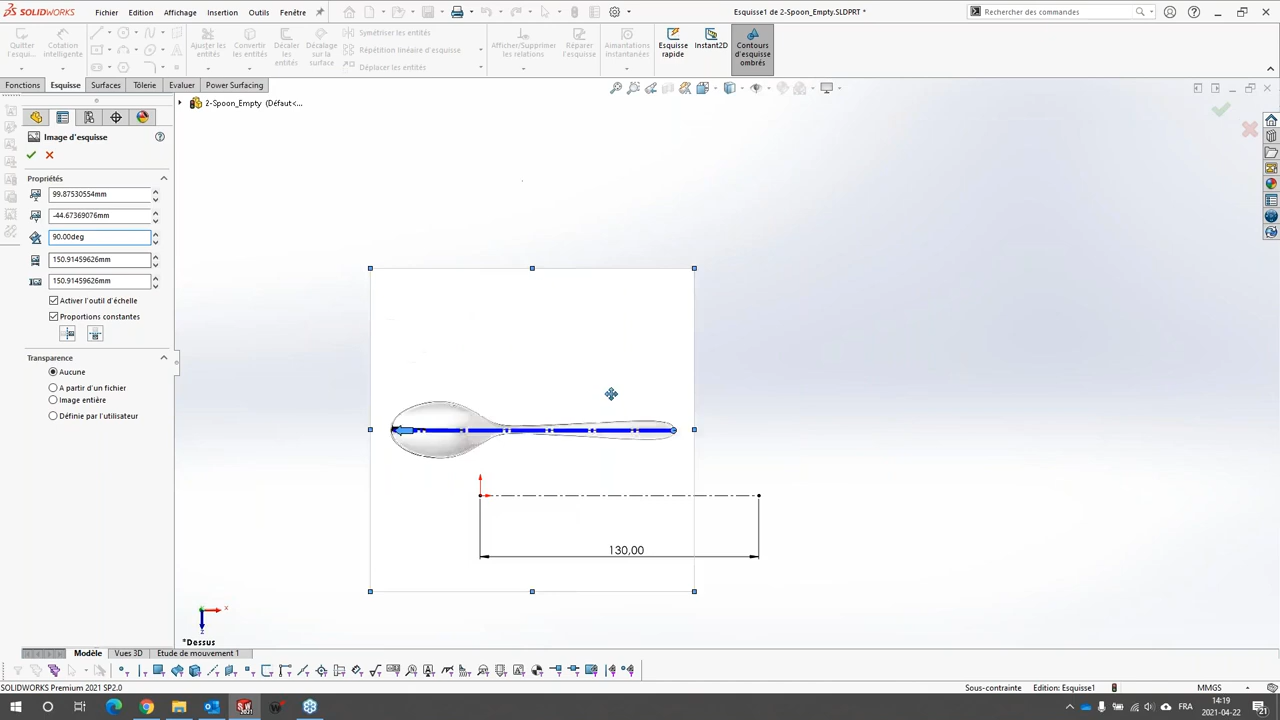 SOLIDWORKS
Fichier
Edition
Affichage
Insertion
Outils
Fenêtre
Esquisse1 de 2-Spoon_Empty.SLDPRT *
Rechercher des commandes
Quitter l'esqui...
Cotation intelligente
Ajuster les entités
Convertir les entités
Décaler les entités
Décalage sur la surface
Symétriser les entités
Répétition linéaire d'esquisse
Déplacer les entités
Afficher/Supprimer les relations
Réparer l'esquisse
Aimantations instantanées
Esquisse rapide
Instant2D
Contours d'esquisse ombrés
Fonctions
Esquisse
Surfaces
Tôlerie
Evaluer
Power Surfacing
2-Spoon_Empty (Défaut<...
Image d'esquisse
Propriétés
99.87530554mm
-44.67369076mm
90.00deg
150.91459626mm
150.91459626mm
Activer l'outil d'échelle
Proportions constantes
Transparence
Aucune
A partir d'un fichier
Image entière
Définie par l'utilisateur
130,00
x
z
*Dessus
Modèle
Vues 3D
Etude de mouvement 1
SOLIDWORKS Premium 2021 SP2.0
Sous-contrainte
Edition: Esquisse1
MMGS
FRA
14:19
2021-04-22